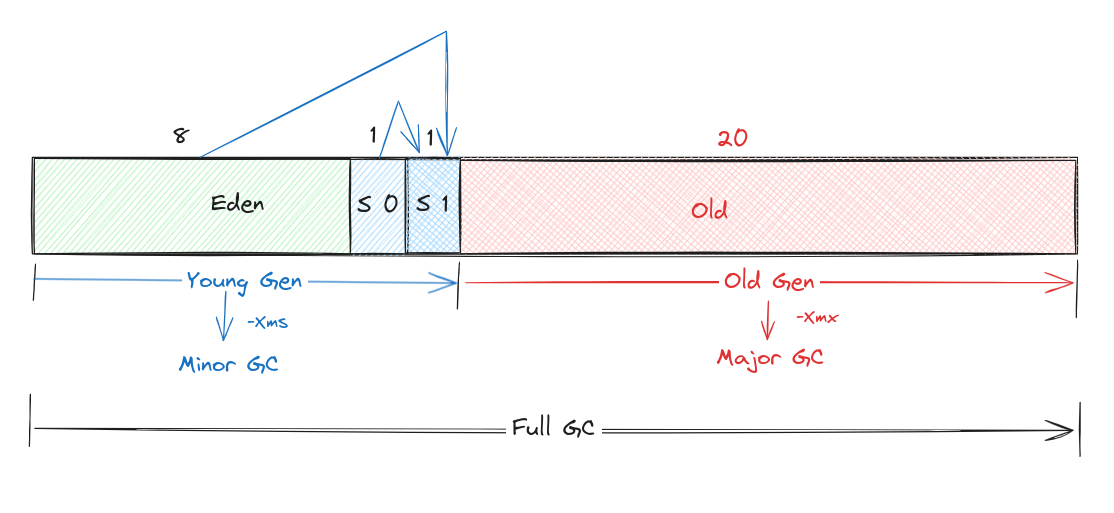 8
1
1
20
Eden
S 0
S 1
Old
Young Gen
Old Gen
-Xms
-Xmx
Minor GC
Major GC
Full GC